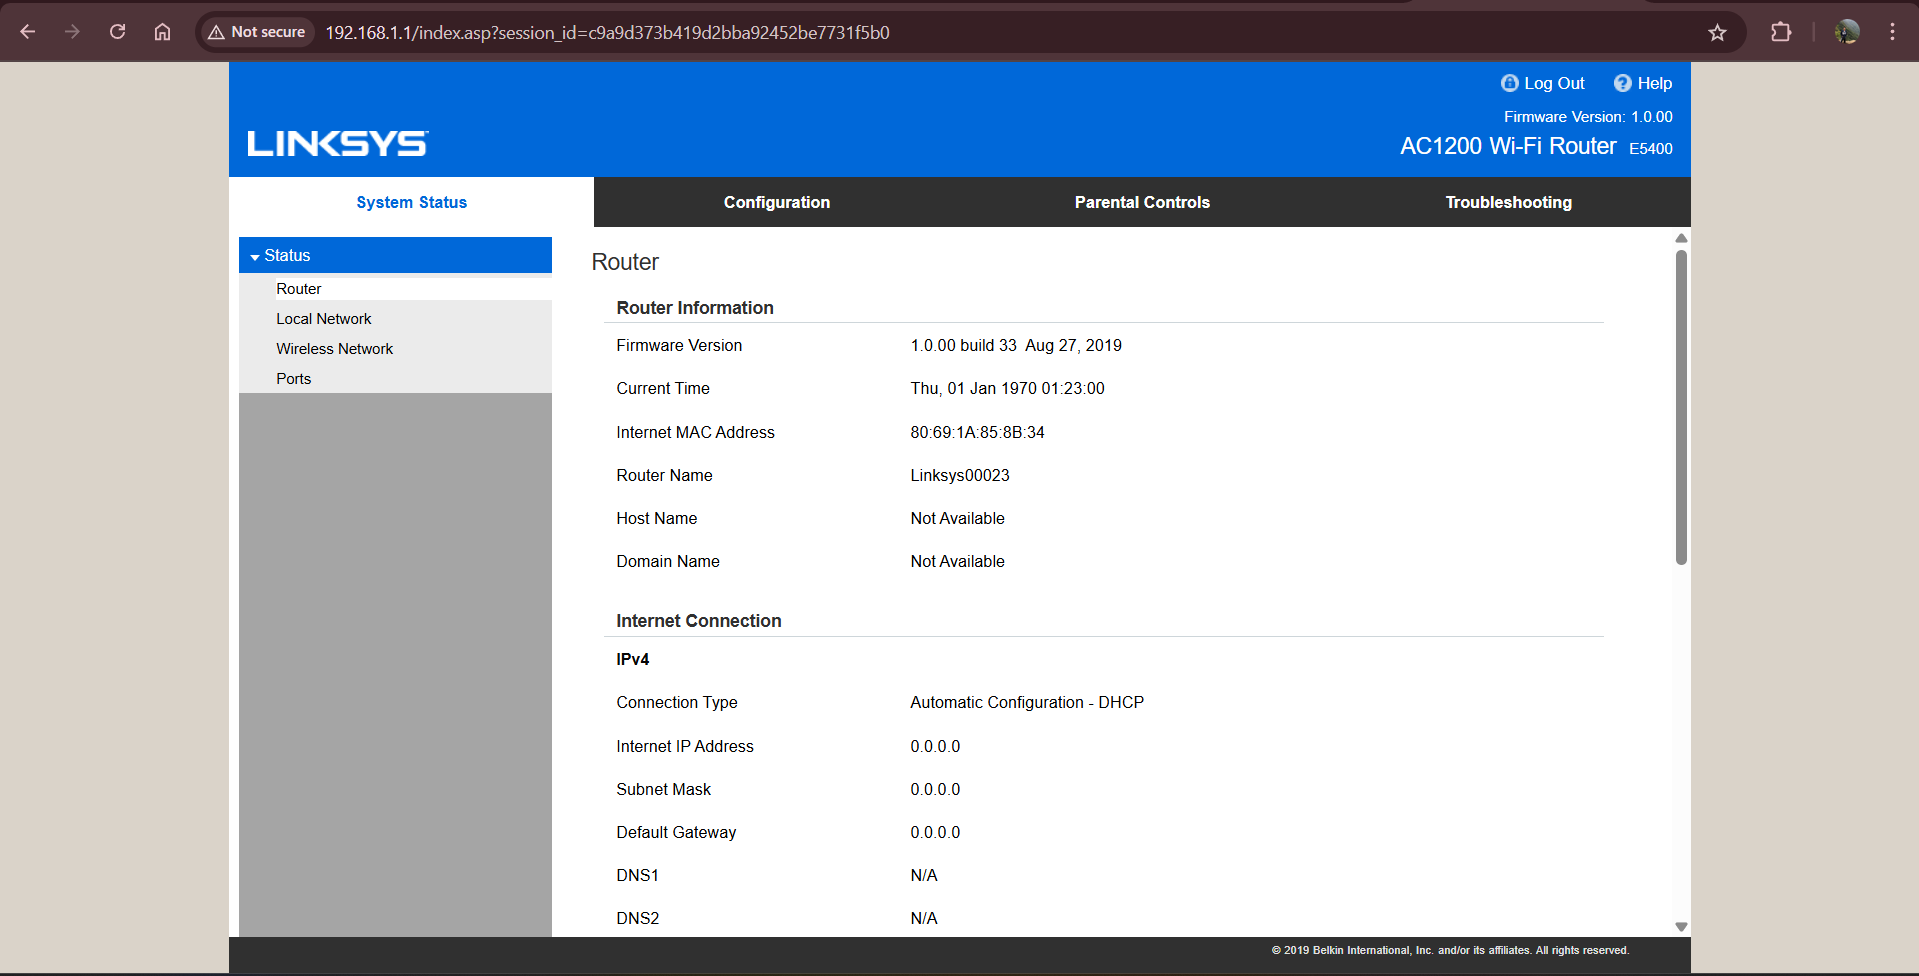 Not secure 192.168.1.1/index.asp?session_id=c9a9d373b419d2bba92452be7731f5b0
Log Out Help
Firmware Version: 1.0.00
LINKSYS
AC1200 Wi-Fi Router E5400
System Status Configuration Parental Controls Troubleshooting
Status
Router
Local Network
Wireless Network
Ports
Router
Router Information
Firmware Version 1.0.00 build 33 Aug 27, 2019
Current Time Thu, 01 Jan 1970 01:23:00
Internet MAC Address 80:69:1A:85:8B:34
Router Name Linksys00023
Host Name Not Available
Domain Name Not Available
Internet Connection
IPv4
Connection Type Automatic Configuration - DHCP
Internet IP Address 0.0.0.0
Subnet Mask 0.0.0.0
Default Gateway 0.0.0.0
DNS1 N/A
DNS2 N/A
© 2019 Belkin International, Inc. and/or its affiliates. All rights reserved.